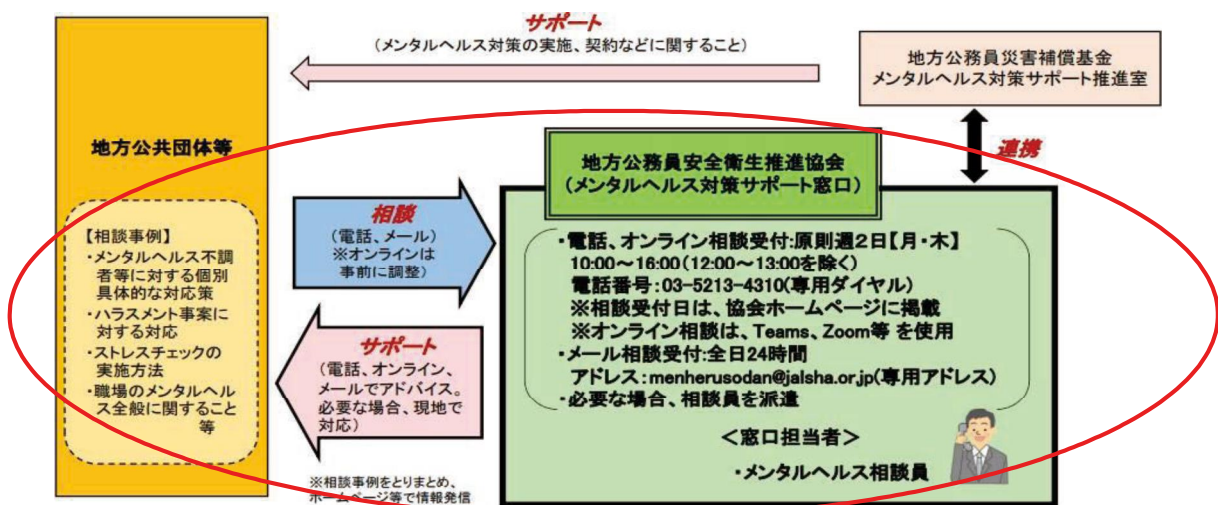 サポート
(メンタルヘルス対策の実施、契約などに関すること)
地方公務員災害補償基金
メンタルヘルス対策サポート推進室
連携
地方公共団体等
【相談事例】
・メンタルヘルス不調
者等に対する個別
具体的な対応策
・ハラスメント事案に
対する対応
・ストレスチェックの
実施方法
・職場のメンタルヘル
ス全般に関すること
等
相談
(電話、メール)
※オンラインは
事前に調整)
サポート
(電話、オンライン、
メールでアドバイス。
必要な場合、現地で
対応)
※相談事例をとりまとめ、
ホームページ等で情報発信
地方公務員安全衛生推進協会
(メンタルヘルス対策サポート窓口)
・電話、オンライン相談受付:原則週2日【月・木】
10:00~16:00(12:00~13:00を除く)
電話番号:03-5213-4310(専用ダイヤル)
※相談受付日は、協会ホームページに掲載
※オンライン相談は、Teams、Zoom等 を使用
・メール相談受付:全日24時間
アドレス:menherusodan@jalsha.or.jp(専用アドレス)
・必要な場合、相談員を派遣
<窓口担当者>
・メンタルヘルス相談員